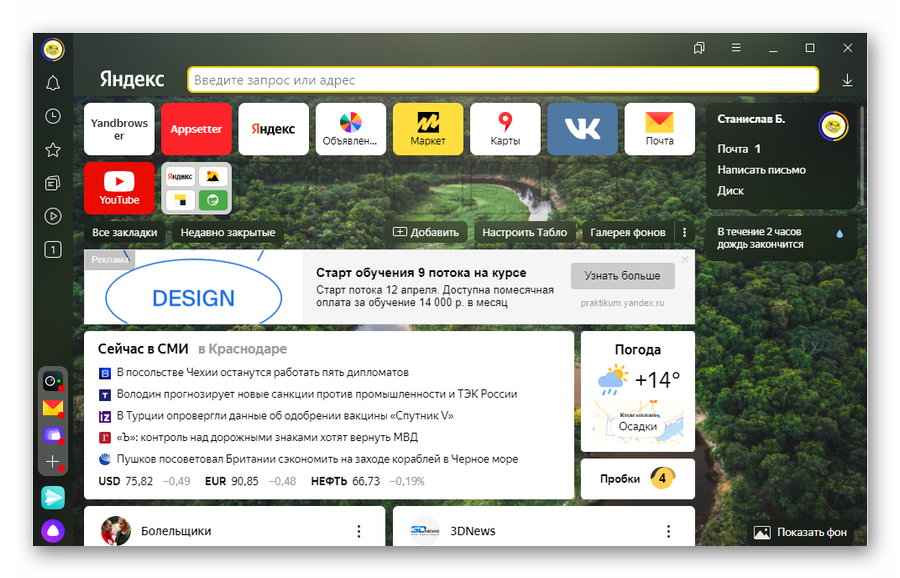 Яндекс
Введите запрос или адрес
Yandbrowser
Appsetter
Яндекс
Объявлен...
Маркет
Карты
Почта
YouTube
Яндекс
Станислав Б.
Почта 1
Написать письмо
Диск
В течение 2 часов
дождь закончится
1
Все закладки
Недавно закрытые
Добавить
Настроить Табло
Галерея фонов
Реклама
DESIGN
Старт обучения 9 потока на курсе
Старт потока 12 апреля. Доступна помесячная
оплата за обучение 14 000 р. в месяц
Узнать больше
praktikum.yandex.ru
Сейчас в СМИ в Краснодаре
В посольстве Чехии останутся работать пять дипломатов
Володин прогнозирует новые санкции против промышленности и ТЭК России
В Турции опровергли данные об одобрении вакцины «Спутник V»
«Ъ»: контроль над дорожными знаками хотят вернуть МВД
Пушков посоветовал Британии сэкономить на заходе кораблей в Черное море
USD 75,82 −0,49 EUR 90,85 −0,48 НЕФТЬ 66,73 −0,19%
Погода
+14°
Краснодар
Осадки
Пробки 4
Болельщики
3DNews
3DNews
Показать фон